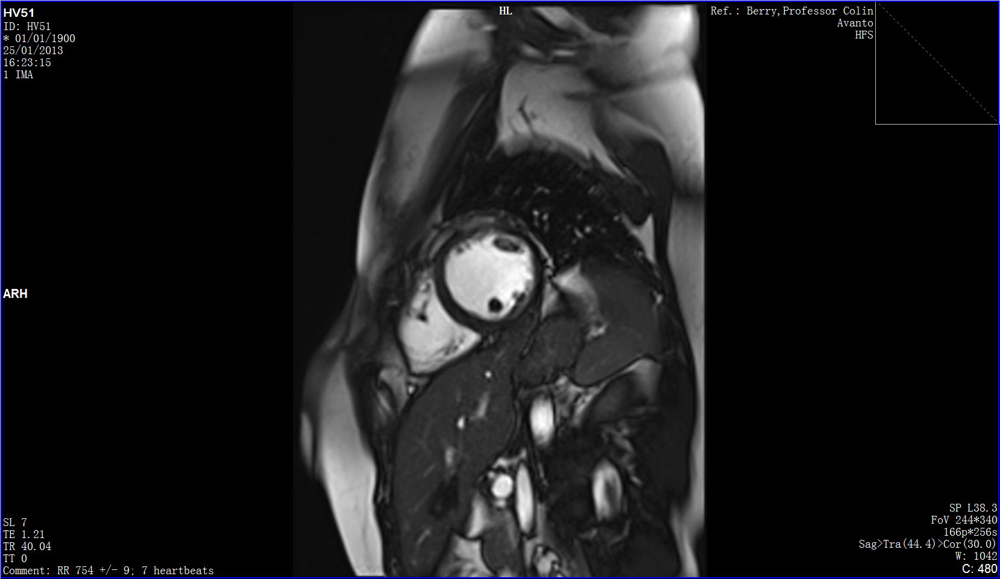 HV51
ID: HV51
* 01/01/1900
25/01/2013
16:23:15
1 IMA
HL
Ref.: Berry,Professor Colin
Avanto
HFS
ARH
SL 7
TE 1.21
TR 40.04
TT 0
Comment: RR 754 +/- 9; 7 heartbeats
SP L38.3
FoV 244*340
166p*256s
Sag>Tra(44.4)>Cor(30.0)
W: 1042
C: 480